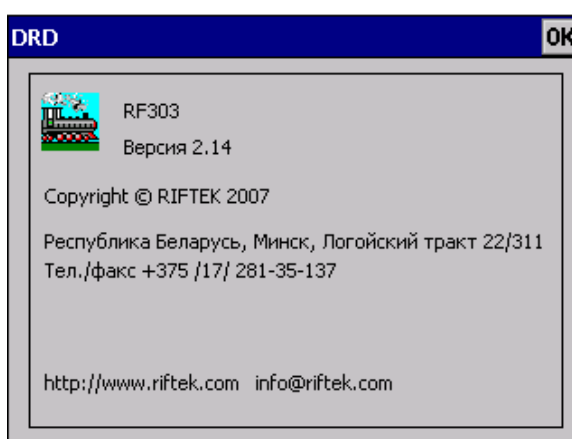 DRD
OK
RF303
Версия 2.14
Copyright © RIFTEK 2007
Республика Беларусь, Минск, Логойский тракт 22/311
Тел./факс +375 /17/ 281-35-137
http://www.riftek.com info@riftek.com